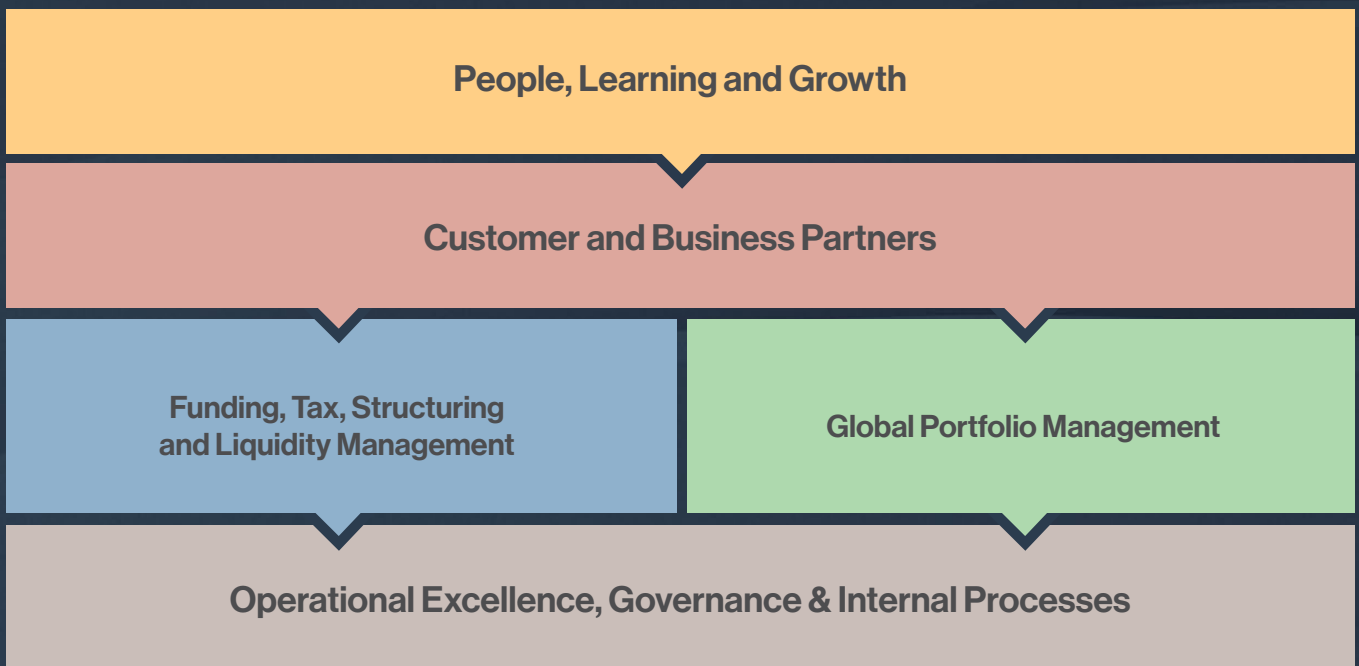 People, Learning and Growth
Customer and Business Partners
Funding, Tax, Structuring
and Liquidity Management
Global Portfolio Management
Operational Excellence, Governance & Internal Processes